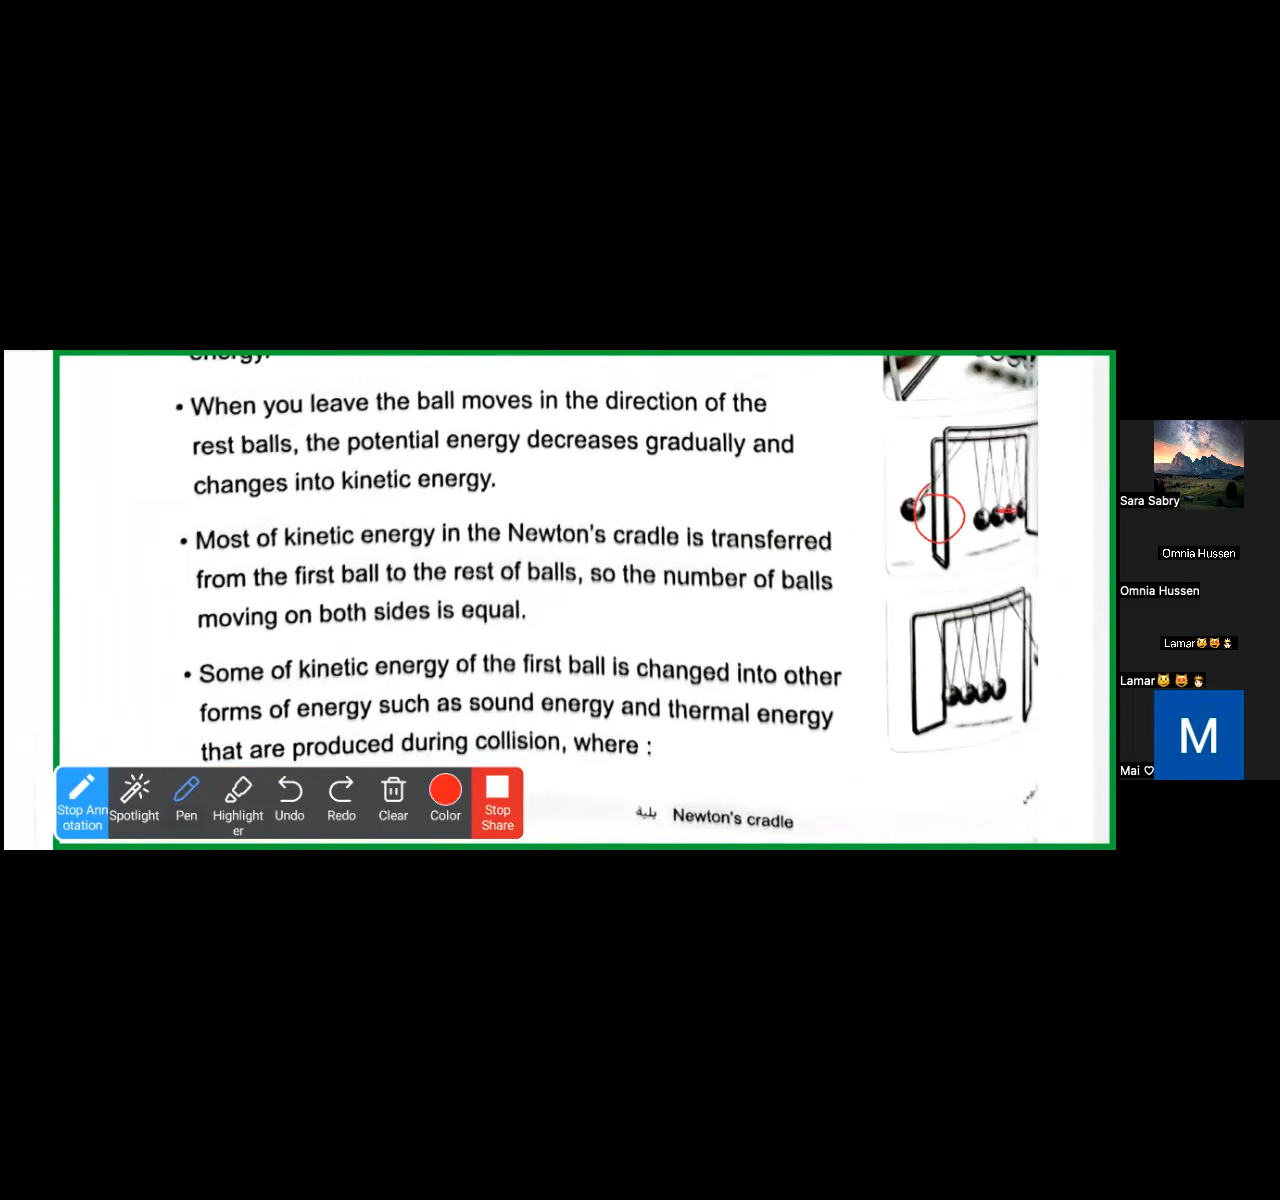 energy.
• When you leave the ball moves in the direction of the
rest balls, the potential energy decreases gradually and
changes into kinetic energy.
• Most of kinetic energy in the Newton's cradle is transferred
from the first ball to the rest of balls, so the number of balls
moving on both sides is equal.
• Some of kinetic energy of the first ball is changed into other
forms of energy such as sound energy and thermal energy
that are produced during collision, where :
Newton's cradle
Stop Ann
otation
Spotlight
Pen
Highlight
er
Undo
Redo
Clear
Color
Stop
Share
Sara Sabry
Omnia Hussen
Omnia Hussen
Lamar😼😻👸🏻
Lamar😼 😻 👸🏻
M
Mai ♡